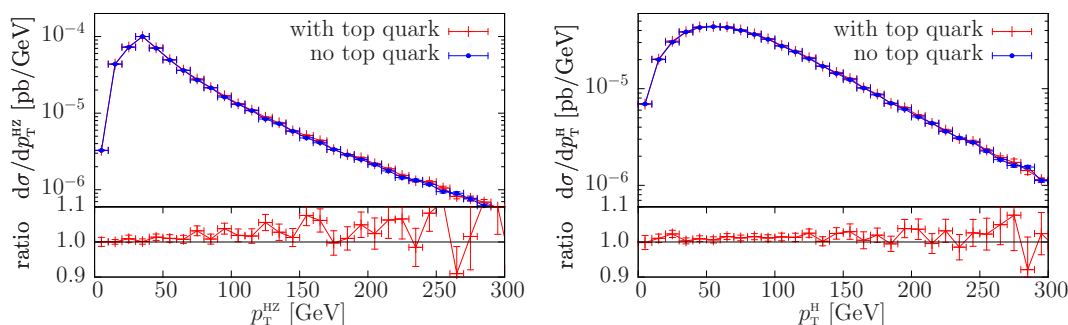 with top quark
no top quark
10⁻⁴
10⁻⁵
10⁻⁶
dσ/dp_T^HZ [pb/GeV]
1.1
1.0
0.9
ratio
0 50 100 150 200 250 300
p_T^HZ [GeV]
with top quark
no top quark
10⁻⁵
10⁻⁶
dσ/dp_T^H [pb/GeV]
1.1
1.0
0.9
ratio
0 50 100 150 200 250 300
p_T^H [GeV]